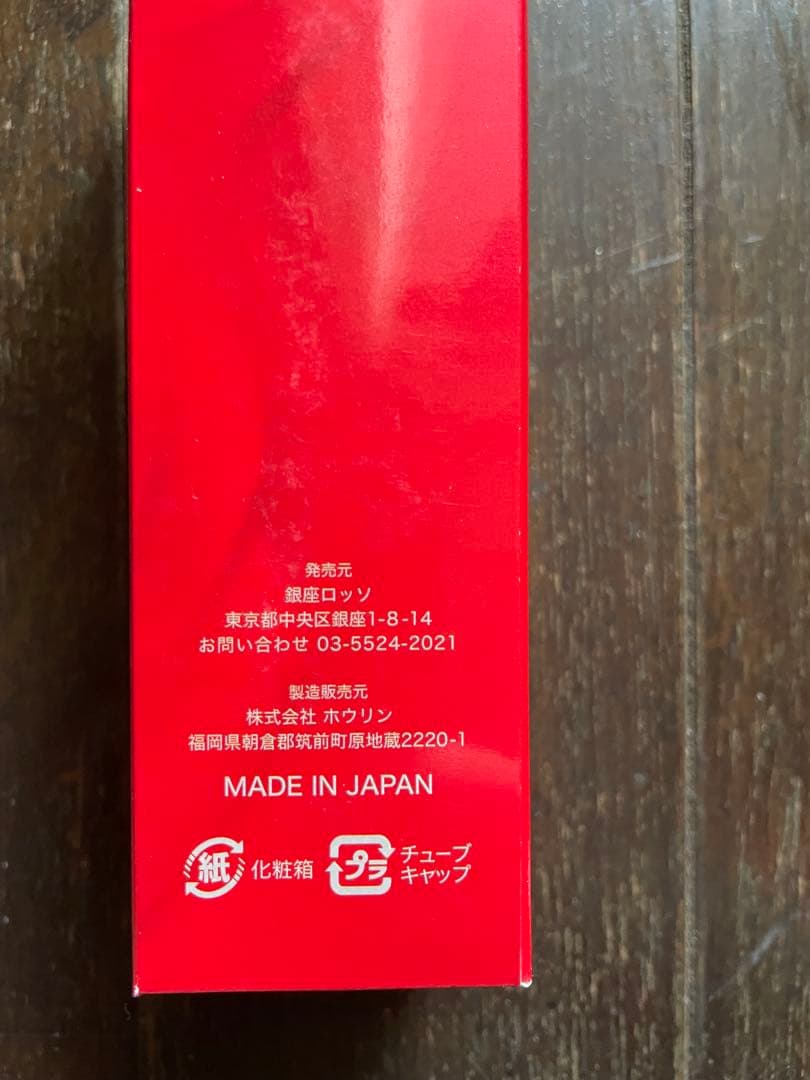 発売元
銀座ロッソ
東京都中央区銀座1-8-14
お問い合わせ 03-5524-2021
製造販売元
株式会社 ホウリン
福岡県朝倉郡筑前町原地蔵2220-1
MADE IN JAPAN
紙 化粧箱 プラ チューブ
キャップ